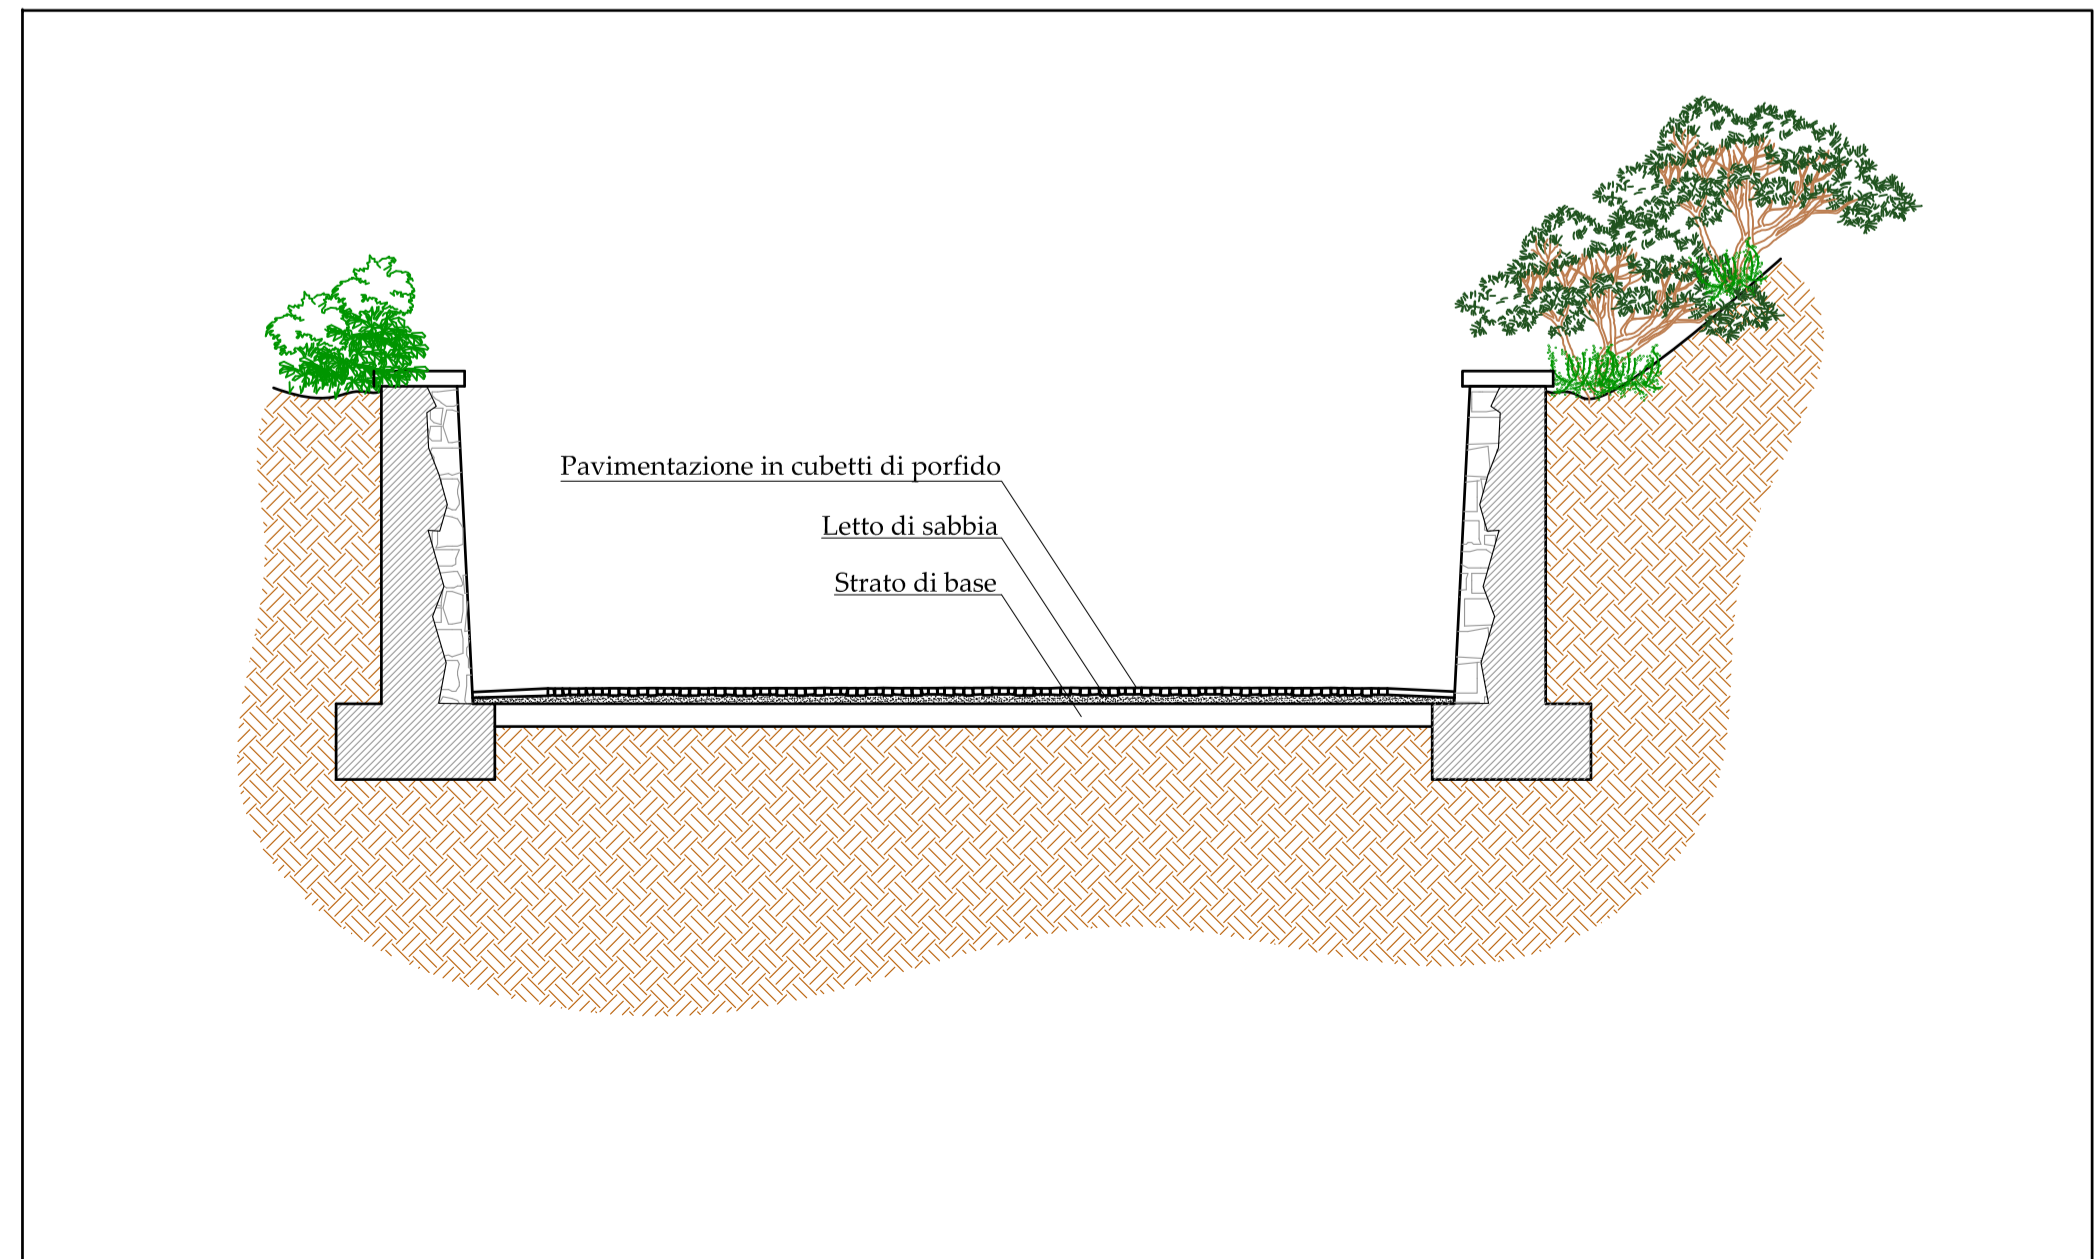 Pavimentazione in cubetti di porfido
Letto di sabbia
Strato di base